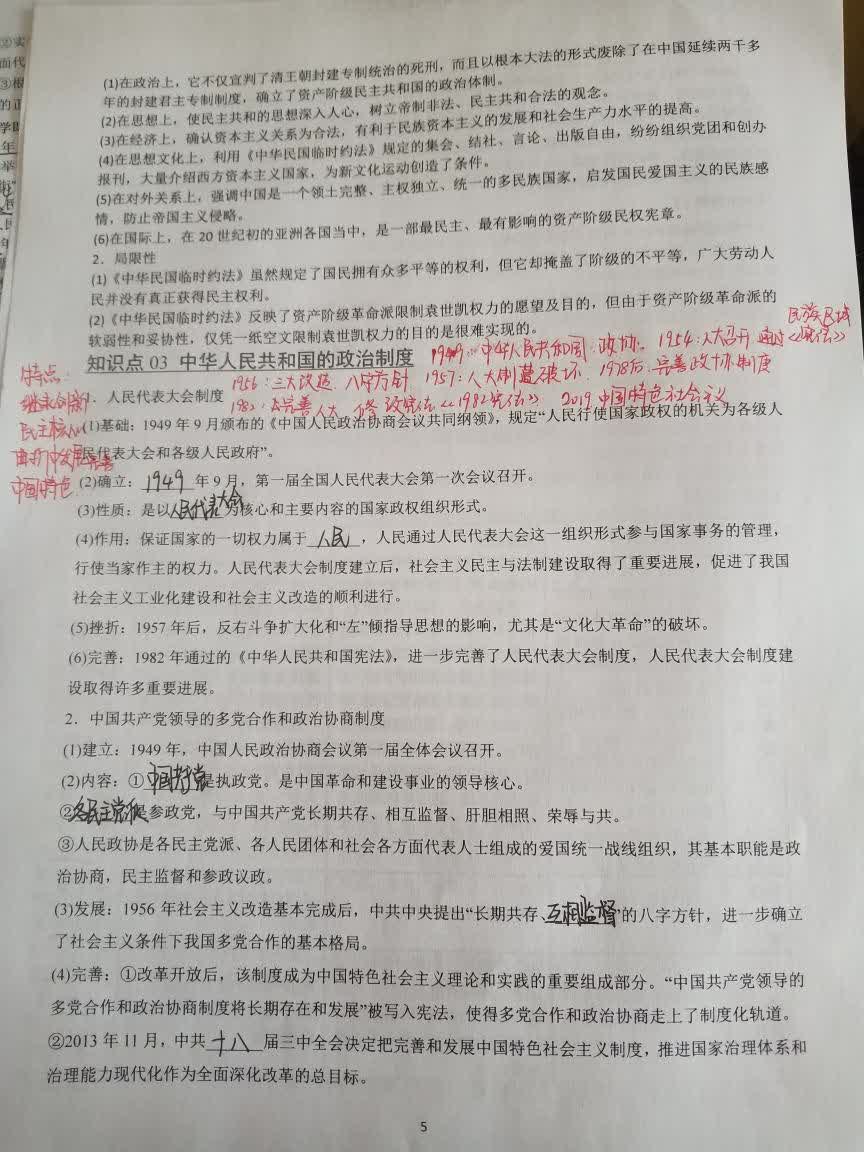 ②实
面代
③根
的正
(1)在政治上，它不仅宣判了清王朝封建专制统治的死刑，而且以根本大法的形式废除了在中国延续两千多
年的封建君主专制制度，确立了资产阶级民主共和国的政治体制。
(2)在思想上，使民主共和的思想深入人心，树立帝制非法、民主共和合法的观念。
(3)在经济上，确认资本主义关系为合法，有利于民族资本主义的发展和社会生产力水平的提高。
(4)在思想文化上，利用《中华民国临时约法》规定的集会、结社、言论、出版自由，纷纷组织党团和创办
报刊，大量介绍西方资本主义国家，为新文化运动创造了条件。
(5)在对外关系上，强调中国是一个领土完整、主权独立、统一的多民族国家，启发国民爱国主义的民族感
情，防止帝国主义侵略。
(6)在国际上，在 20 世纪初的亚洲各国当中，是一部最民主、最有影响的资产阶级民权宪章。
2．局限性
(1)《中华民国临时约法》虽然规定了国民拥有众多平等的权利，但它却掩盖了阶级的不平等，广大劳动人
民并没有真正获得民主权利。
(2)《中华民国临时约法》反映了资产阶级革命派限制袁世凯权力的愿望及目的，但由于资产阶级革命派的
软弱性和妥协性，仅凭一纸空文限制袁世凯权力的目的是很难实现的。
民族区域
知识点 03 中华人民共和国的政治制度
1949：中华人民共和国 政协 1954：人大召开 通过《宪法》
1956：三大改造 八字方针 1957：人大制 破坏 1978后：完善政协制度
1982：完善人大 修改宪法《1982宪法》 2019 中国特色社会主义
特点：
继承创新
民主核心
中国特色
1．人民代表大会制度
(1)基础：1949 年 9 月颁布的《中国人民政治协商会议共同纲领》，规定“人民行使国家政权的机关为各级人
民代表大会和各级人民政府”。
(2)确立：1949年 9 月，第一届全国人民代表大会第一次会议召开。
(3)性质：是以人民代表大会为核心和主要内容的国家政权组织形式。
(4)作用：保证国家的一切权力属于人民，人民通过人民代表大会这一组织形式参与国家事务的管理，
行使当家作主的权力。人民代表大会制度建立后，社会主义民主与法制建设取得了重要进展，促进了我国
社会主义工业化建设和社会主义改造的顺利进行。
(5)挫折：1957 年后，反右斗争扩大化和“左”倾指导思想的影响，尤其是“文化大革命”的破坏。
(6)完善：1982 年通过的《中华人民共和国宪法》，进一步完善了人民代表大会制度，人民代表大会制度建
设取得许多重要进展。
2．中国共产党领导的多党合作和政治协商制度
(1)建立：1949 年，中国人民政治协商会议第一届全体会议召开。
(2)内容：①中国共产党是执政党。是中国革命和建设事业的领导核心。
②各民主党派是参政党，与中国共产党长期共存、相互监督、肝胆相照、荣辱与共。
③人民政协是各民主党派、各人民团体和社会各方面代表人士组成的爱国统一战线组织，其基本职能是政
治协商，民主监督和参政议政。
(3)发展：1956 年社会主义改造基本完成后，中共中央提出“长期共存、互相监督”的八字方针，进一步确立
了社会主义条件下我国多党合作的基本格局。
(4)完善：①改革开放后，该制度成为中国特色社会主义理论和实践的重要组成部分。“中国共产党领导的
多党合作和政治协商制度将长期存在和发展”被写入宪法，使得多党合作和政治协商走上了制度化轨道。
②2013 年 11 月，中共十八届三中全会决定把完善和发展中国特色社会主义制度，推进国家治理体系和
治理能力现代化作为全面深化改革的总目标。
5